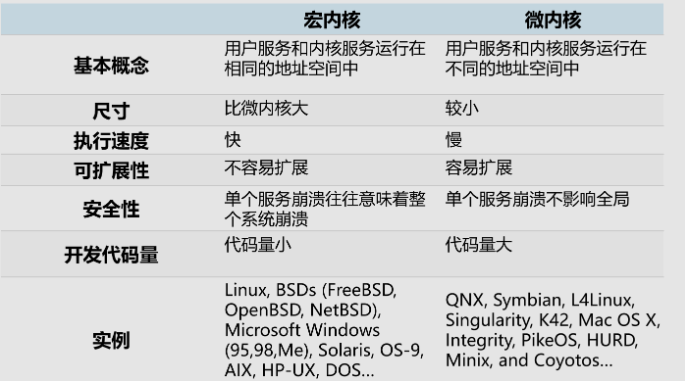 宏内核
微内核
基本概念
用户服务和内核服务运行在
相同的地址空间中
用户服务和内核服务运行在
不同的地址空间中
尺寸
比微内核大
较小
执行速度
快
慢
可扩展性
不容易扩展
容易扩展
安全性
单个服务崩溃往往意味着整
个系统崩溃
单个服务崩溃不影响全局
开发代码量
代码量小
代码量大
实例
Linux, BSDs (FreeBSD,
OpenBSD, NetBSD),
Microsoft Windows
(95,98,Me), Solaris, OS-9,
AIX, HP-UX, DOS...
QNX, Symbian, L4Linux,
Singularity, K42, Mac OS X,
Integrity, PikeOS, HURD,
Minix, and Coyotos...